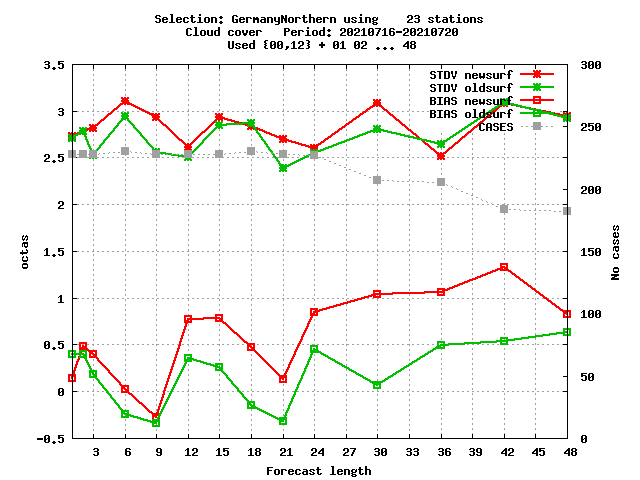 Selection: GermanyNorthern using    23 stations
Cloud cover   Period: 20210716-20210720
Used {00,12} + 01 02 ... 48
3.5
3
2.5
2
1.5
1
0.5
0
-0.5
octas
300
250
200
150
100
50
0
No cases
STDV newsurf
STDV oldsurf
BIAS newsurf
BIAS oldsurf
CASES
3 6 9 12 15 18 21 24 27 30 33 36 39 42 45 48
Forecast length